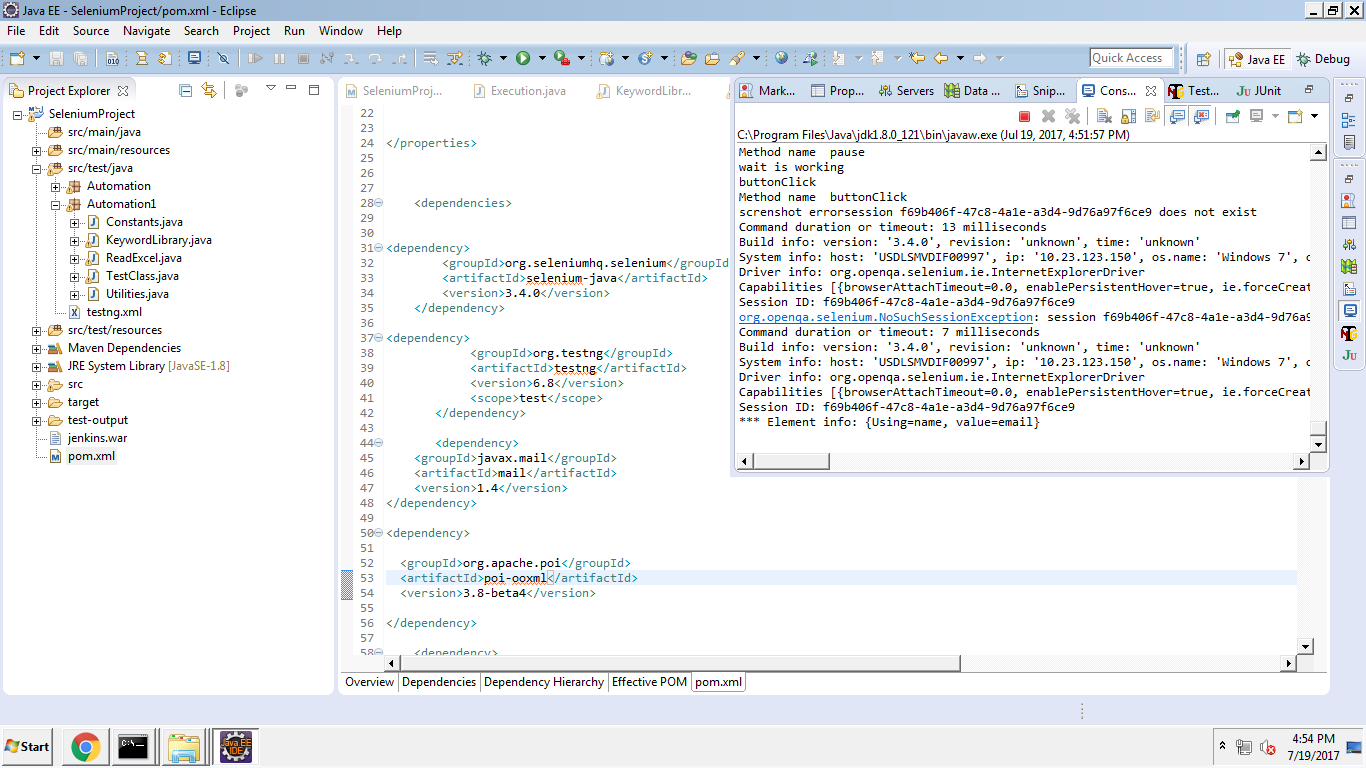 Java EE - SeleniumProject/pom.xml - Eclipse
File Edit Source Navigate Search Project Run Window Help
Quick Access
Java EE
Debug
Project Explorer
SeleniumProject
src/main/java
src/main/resources
src/test/java
Automation
Automation1
Constants.java
KeywordLibrary.java
ReadExcel.java
TestClass.java
Utilities.java
testng.xml
src/test/resources
Maven Dependencies
JRE System Library [JavaSE-1.8]
src
target
test-output
jenkins.war
pom.xml
SeleniumProj... Execution.java KeywordLibr...
22
23
24 </properties>
25
26
27
28 <dependencies>
29
30
31 <dependency>
32 <groupId>org.seleniumhq.selenium</groupId
33 <artifactId>selenium-java</artifactId>
34 <version>3.4.0</version>
35 </dependency>
36
37 <dependency>
38 <groupId>org.testng</groupId>
39 <artifactId>testng</artifactId>
40 <version>6.8</version>
41 <scope>test</scope>
42 </dependency>
43
44 <dependency>
45 <groupId>javax.mail</groupId>
46 <artifactId>mail</artifactId>
47 <version>1.4</version>
48 </dependency>
49
50 <dependency>
51
52 <groupId>org.apache.poi</groupId>
53 <artifactId>poi-ooxml</artifactId>
54 <version>3.8-beta4</version>
55
56 </dependency>
57
58 <dependency>
Overview Dependencies Dependency Hierarchy Effective POM pom.xml
Mark... Prop... Servers Data ... Snip... Cons... Test... JUnit
C:\Program Files\Java\jdk1.8.0_121\bin\javaw.exe (Jul 19, 2017, 4:51:57 PM)
Method name  pause
wait is working
buttonClick
Method name  buttonClick
screnshot errorsession f69b406f-47c8-4a1e-a3d4-9d76a97f6ce9 does not exist
Command duration or timeout: 13 milliseconds
Build info: version: '3.4.0', revision: 'unknown', time: 'unknown'
System info: host: 'USDLSMVDIF00997', ip: '10.23.123.150', os.name: 'Windows 7', o
Driver info: org.openqa.selenium.ie.InternetExplorerDriver
Capabilities [{browserAttachTimeout=0.0, enablePersistentHover=true, ie.forceCreat
Session ID: f69b406f-47c8-4a1e-a3d4-9d76a97f6ce9
org.openqa.selenium.NoSuchSessionException: session f69b406f-47c8-4a1e-a3d4-9d76a9
Command duration or timeout: 7 milliseconds
Build info: version: '3.4.0', revision: 'unknown', time: 'unknown'
System info: host: 'USDLSMVDIF00997', ip: '10.23.123.150', os.name: 'Windows 7', o
Driver info: org.openqa.selenium.ie.InternetExplorerDriver
Capabilities [{browserAttachTimeout=0.0, enablePersistentHover=true, ie.forceCreat
Session ID: f69b406f-47c8-4a1e-a3d4-9d76a97f6ce9
*** Element info: {Using=name, value=email}
Start
C:\
Java EE
IDE
4:54 PM
7/19/2017